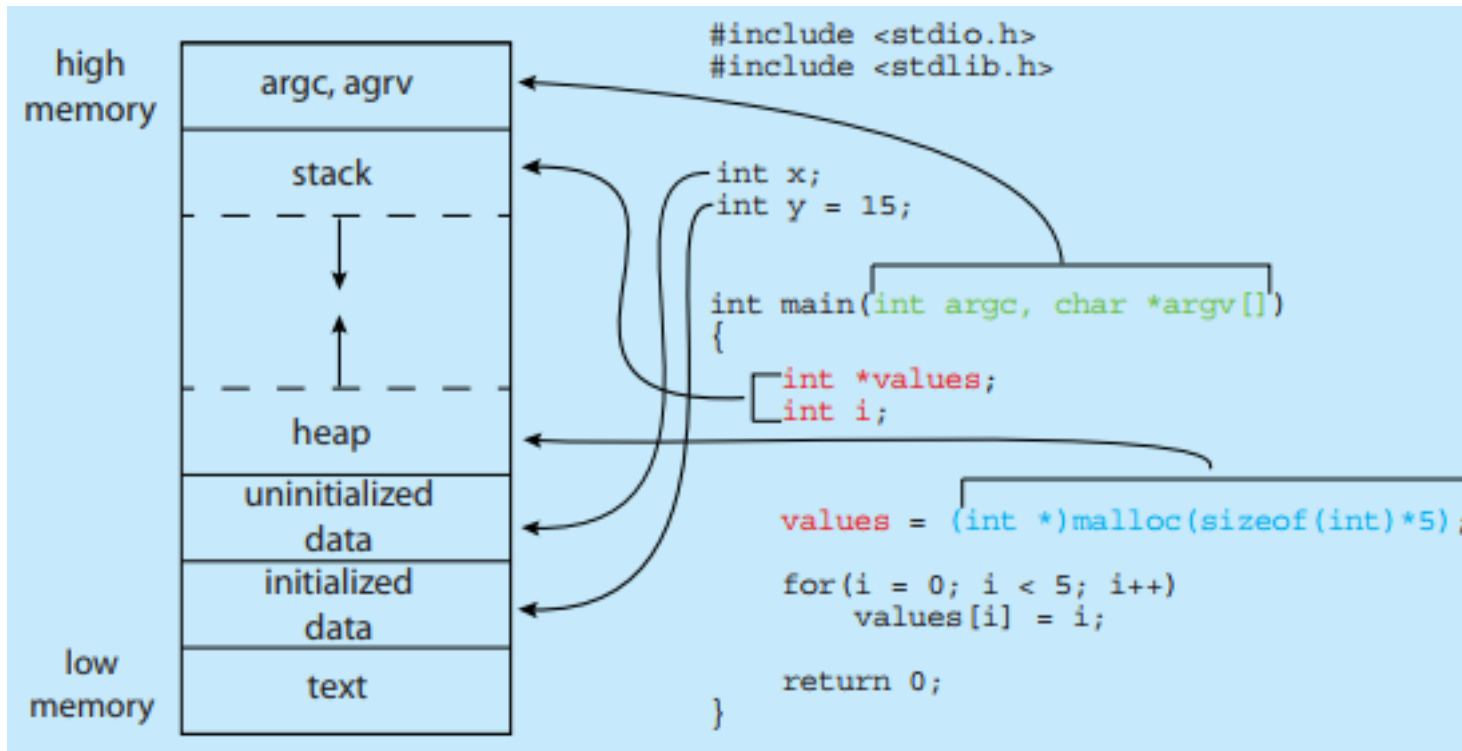 high
memory
argc, agrv
stack
heap
uninitialized
data
initialized
data
text
low
memory
#include <stdio.h>
#include <stdlib.h>
int x;
int y = 15;
int main(int argc, char *argv[])
{
int *values;
int i;
values = (int *)malloc(sizeof(int)*5);
for(i = 0; i < 5; i++)
values[i] = i;
return 0;
}